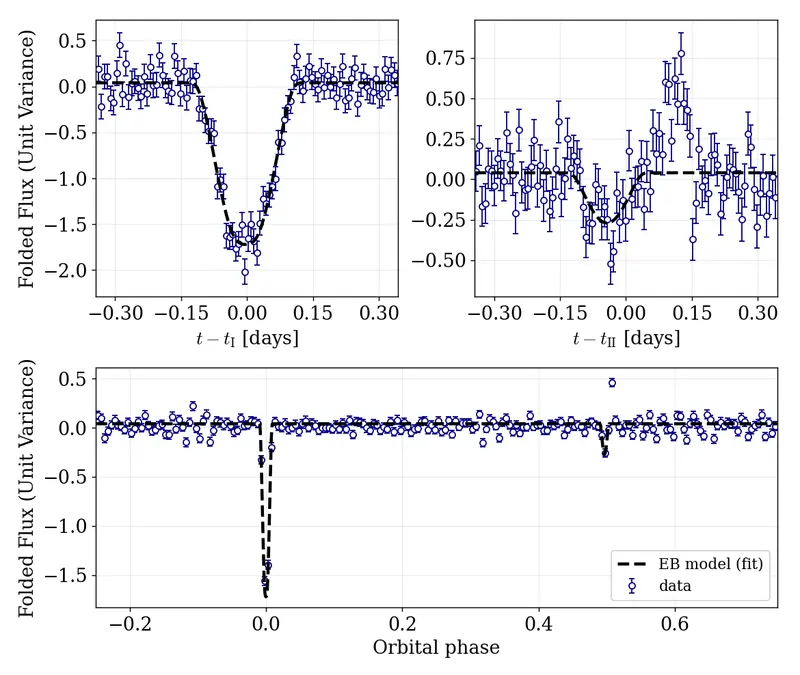 Folded Flux (Unit Variance)
0.5
0.0
−0.5
−1.0
−1.5
−2.0
−0.30 −0.15 0.00 0.15 0.30
t − t_I [days]
0.75
0.50
0.25
0.00
−0.25
−0.50
−0.30 −0.15 0.00 0.15 0.30
t − t_II [days]
Folded Flux (Unit Variance)
0.5
0.0
−0.5
−1.0
−1.5
−0.2 0.0 0.2 0.4 0.6
Orbital phase
EB model (fit)
data